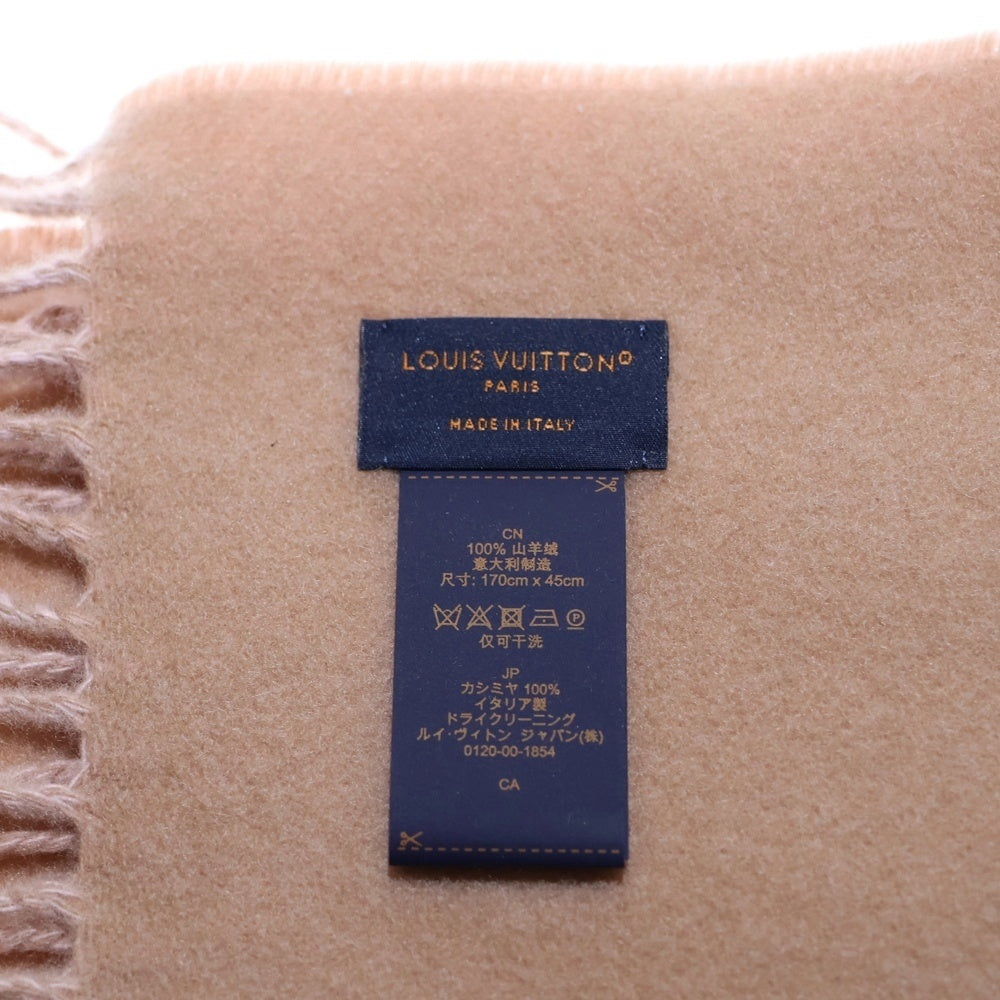 LOUIS VUITTON®
PARIS
MADE IN ITALY
CN
100% 山羊绒
意大利制造
尺寸: 170cm x 45cm
P
仅可干洗
JP
カシミヤ 100%
イタリア製
ドライクリーニング
ルイ·ヴィトン ジャパン(株)
0120-00-1854
CA